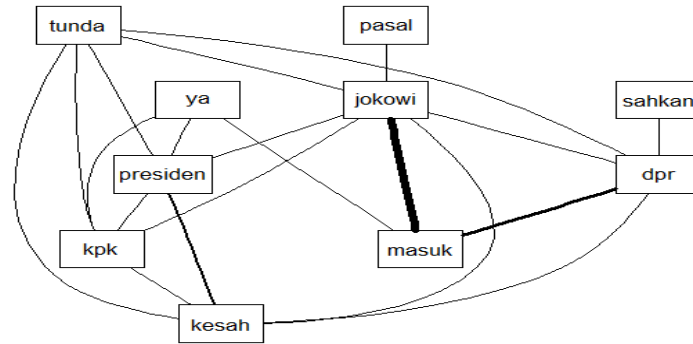 tunda
pasal
ya
jokowi
sahkan
presiden
dpr
kpk
masuk
kesah